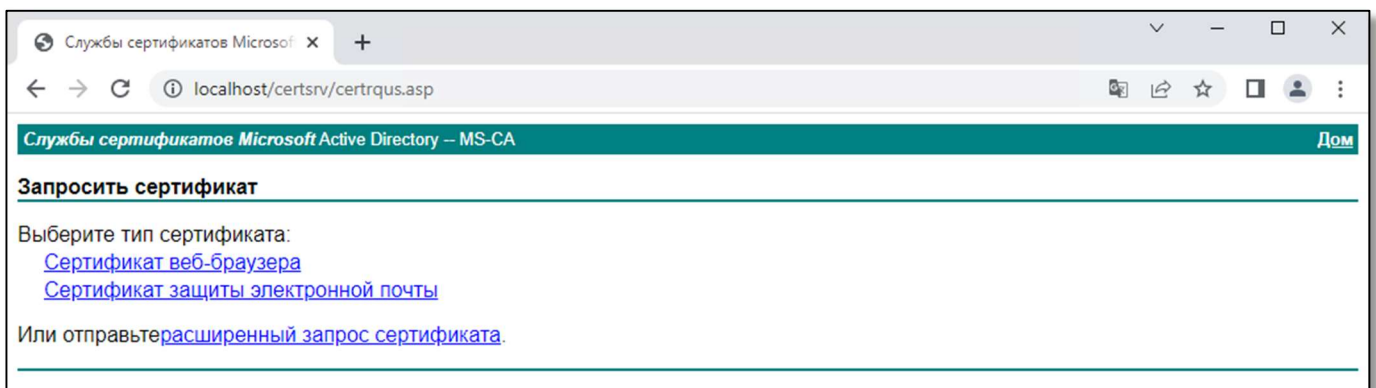 Службы сертификатов Microsof
localhost/certsrv/certrqus.asp
Службы сертификатов Microsoft Active Directory -- MS-CA Дом
Запросить сертификат
Выберите тип сертификата:
Сертификат веб-браузера
Сертификат защиты электронной почты
Или отправьтерасширенный запрос сертификата.